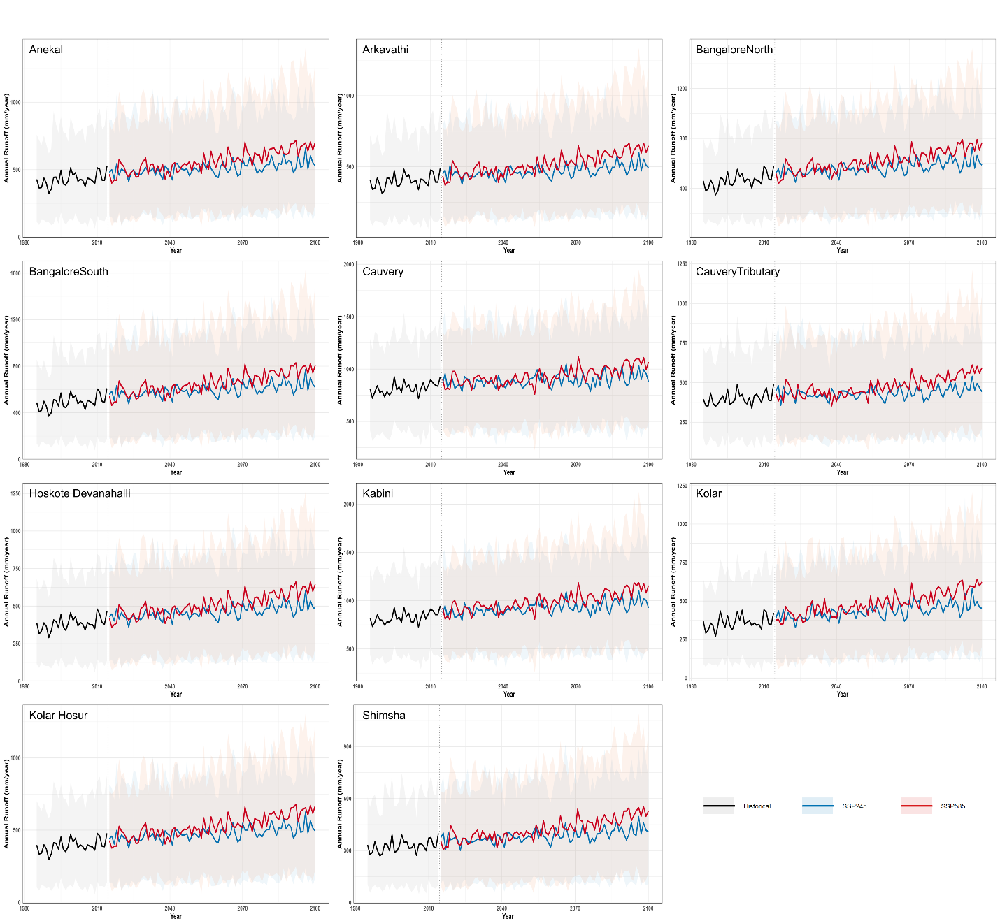 Anekal
Annual Runoff (mm/year)
1000
500
0
1980 2010 2040 2070 2100
Year
Arkavathi
Annual Runoff (mm/year)
1000
500
1980 2010 2040 2070 2100
Year
BangaloreNorth
Annual Runoff (mm/year)
1200
800
400
1980 2010 2040 2070 2100
Year
BangaloreSouth
Annual Runoff (mm/year)
1600
1200
800
400
0
1980 2010 2040 2070 2100
Year
Cauvery
Annual Runoff (mm/year)
2000
1500
1000
500
1980 2010 2040 2070 2100
Year
CauveryTributary
Annual Runoff (mm/year)
1250
1000
750
500
250
1980 2010 2040 2070 2100
Year
Hoskote Devanahalli
Annual Runoff (mm/year)
1250
1000
750
500
250
0
1980 2010 2040 2070 2100
Year
Kabini
Annual Runoff (mm/year)
2000
1500
1000
500
1980 2010 2040 2070 2100
Year
Kolar
Annual Runoff (mm/year)
1250
1000
750
500
250
0
1980 2010 2040 2070 2100
Year
Kolar Hosur
Annual Runoff (mm/year)
1000
500
0
1980 2010 2040 2070 2100
Year
Shimsha
Annual Runoff (mm/year)
900
600
300
0
1980 2010 2040 2070 2100
Year
Historical SSP245 SSP585